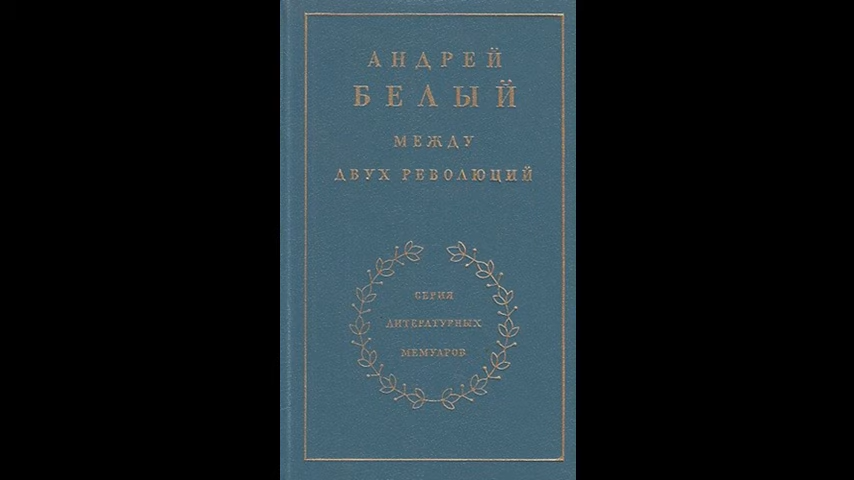 АНДРЕЙ
БЕЛЫЙ
МЕЖДУ
ДВУХ РЕВОЛЮЦИЙ
СЕРИЯ
ЛИТЕРАТУРНЫХ
МЕМУАРОВ